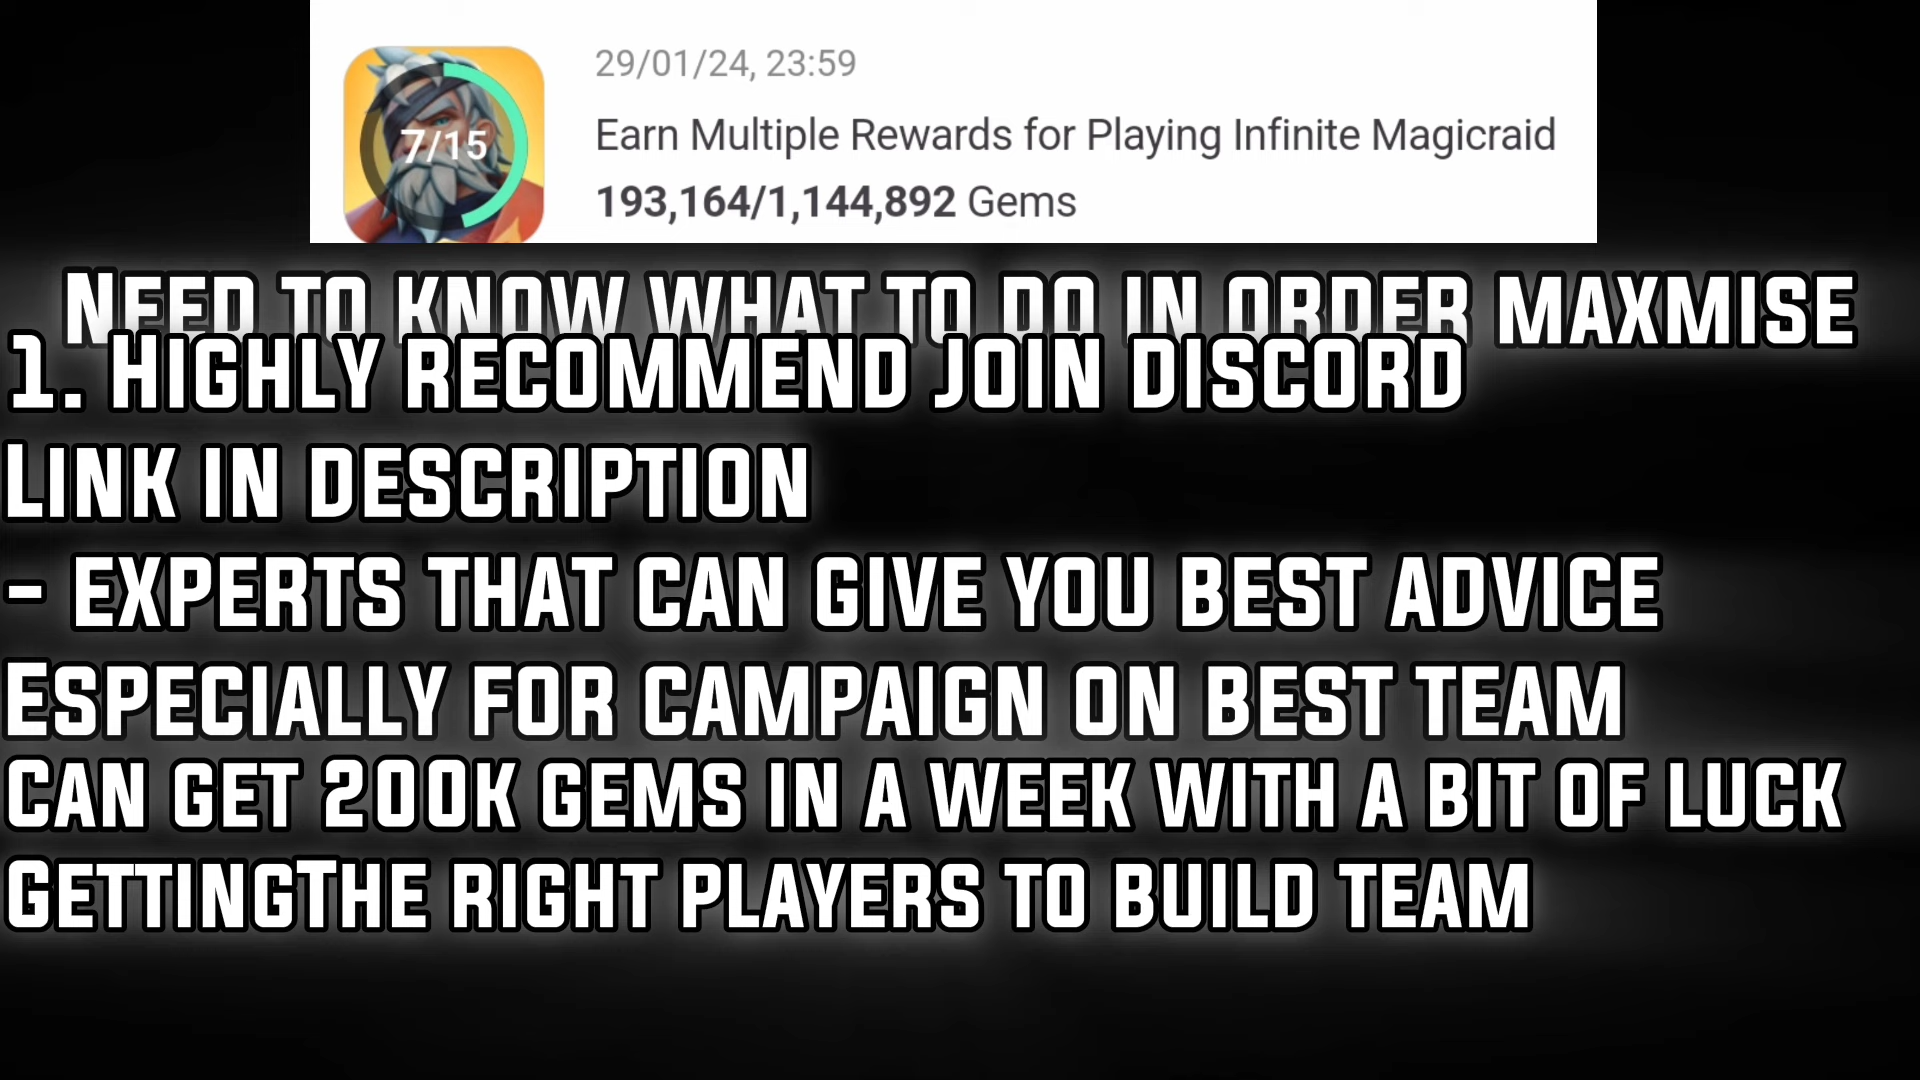 29/01/24, 23:59
7/15
Earn Multiple Rewards for Playing Infinite Magicraid
193,164/1,144,892 Gems
Need to know what to do in order maxmise
1. Highly recommend join discord
Link in description
- experts that can give you best advice
Especially for campaign on best team
Can get 200k gems in a week with a bit of luck
GettingThe right players to build team